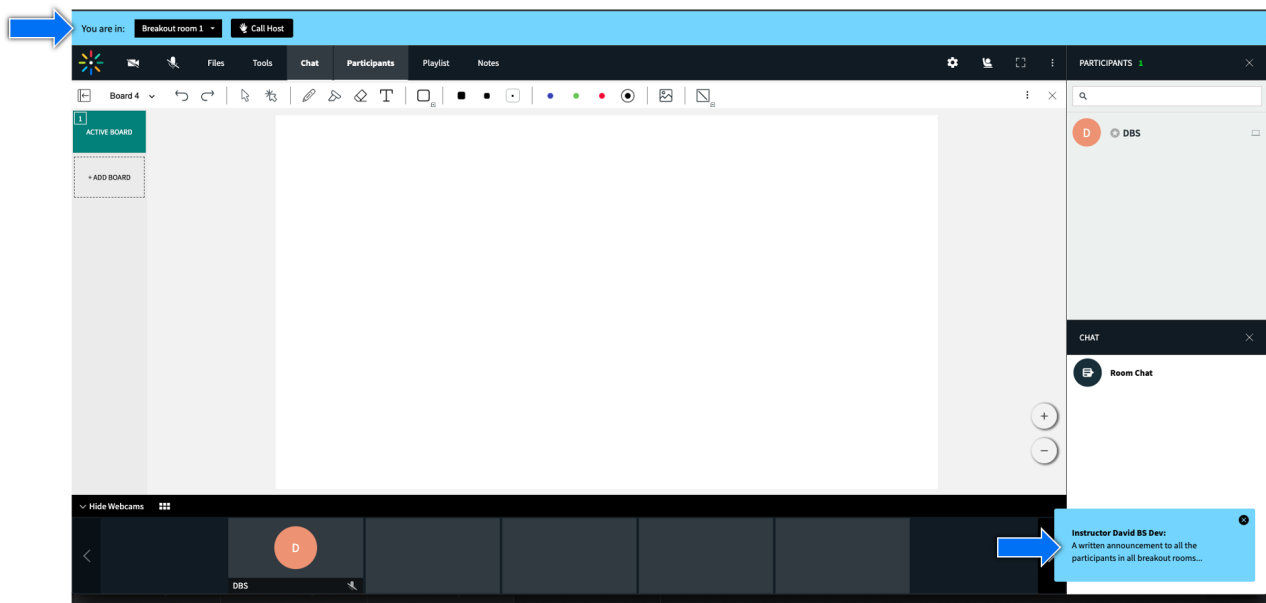 You are in: Breakout room 1 Call Host
Files Tools Chat Participants Playlist Notes
PARTICIPANTS 1
Board 4
T
1
ACTIVE BOARD
+ ADD BOARD
D DBS
CHAT
Room Chat
Hide Webcams
D
DBS
Instructor David BS Dev:
A written announcement to all the
participants in all breakout rooms...